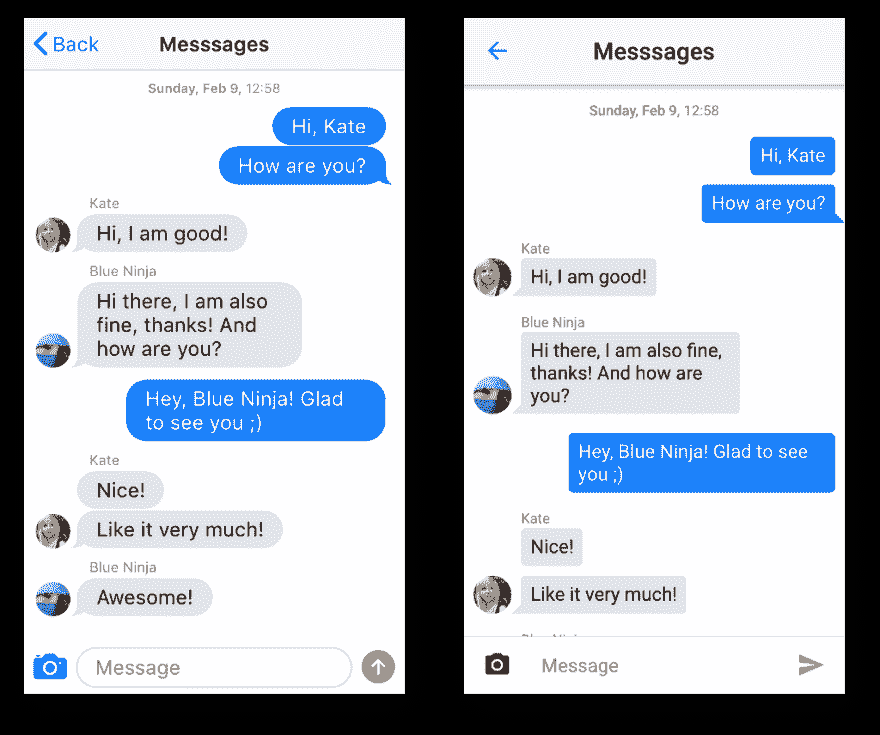 Back
Messsages
Sunday, Feb 9, 12:58
Hi, Kate
How are you?
Kate
Hi, I am good!
Blue Ninja
Hi there, I am also
fine, thanks! And
how are you?
Hey, Blue Ninja! Glad
to see you ;)
Kate
Nice!
Like it very much!
Blue Ninja
Awesome!
Message
Messsages
Sunday, Feb 9, 12:58
Hi, Kate
How are you?
Kate
Hi, I am good!
Blue Ninja
Hi there, I am also fine,
thanks! And how are
you?
Hey, Blue Ninja! Glad to see
you ;)
Kate
Nice!
Like it very much!
Message